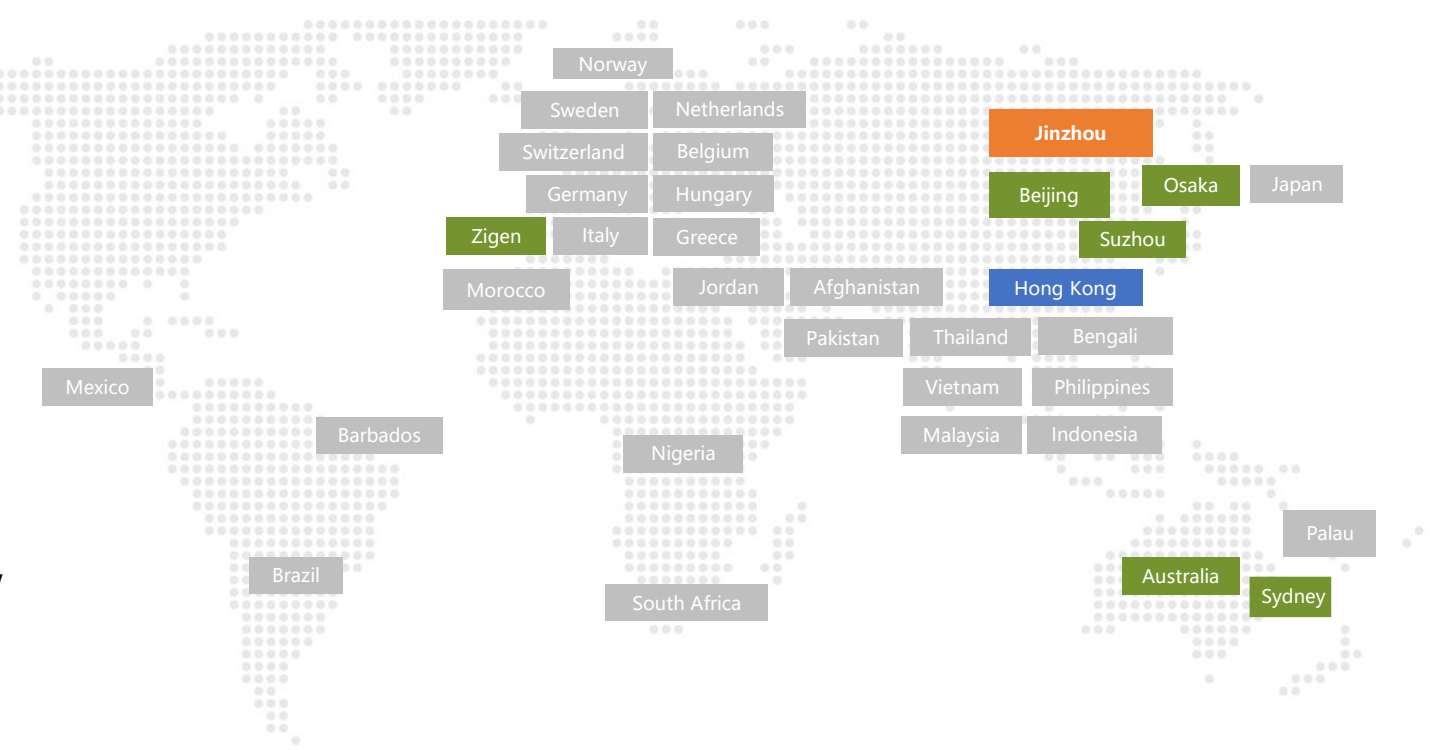 Norway
Sweden
Netherlands
Jinzhou
Switzerland
Belgium
Germany
Hungary
Beijing
Osaka
Japan
Zigen
Italy
Greece
Suzhou
Morocco
Jordan
Afghanistan
Hong Kong
Pakistan
Thailand
Bengali
Mexico
Vietnam
Philippines
Barbados
Nigeria
Malaysia
Indonesia
Palau
Brazil
South Africa
Australia
Sydney